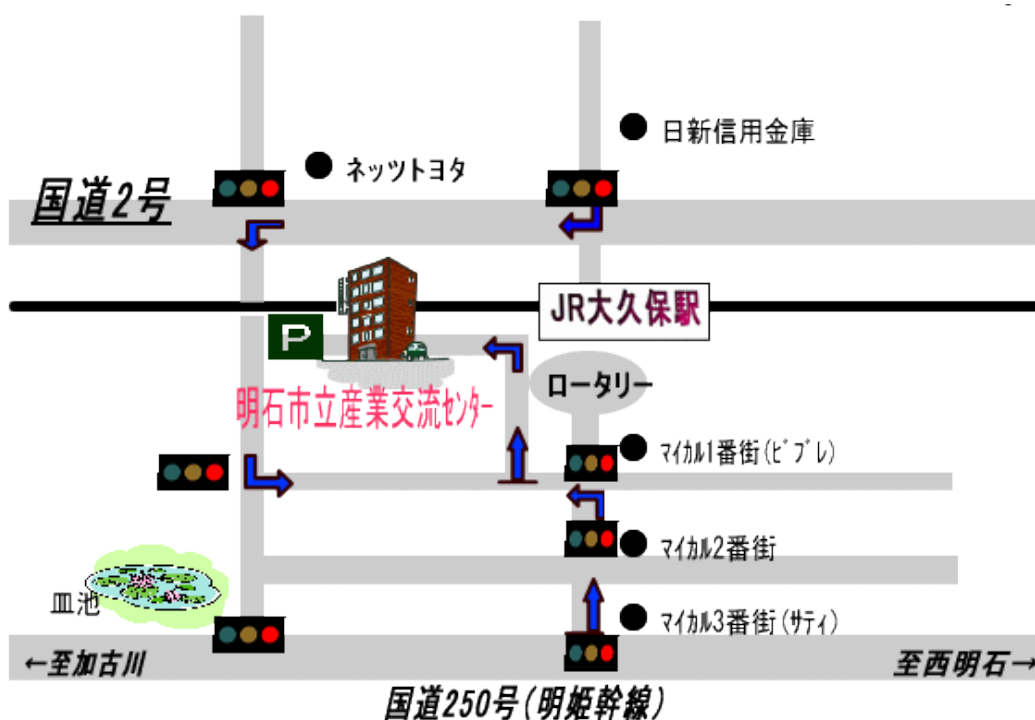 日新信用金庫
ネッツトヨタ
国道2号
JR大久保駅
P
ロータリー
明石市立産業交流ｾﾝﾀｰ
ﾏｲｶﾙ1番街(ﾋﾞﾌﾞﾚ)
ﾏｲｶﾙ2番街
皿池
ﾏｲｶﾙ3番街(ｻﾃｨ)
←至加古川
至西明石→
国道250号(明姫幹線)